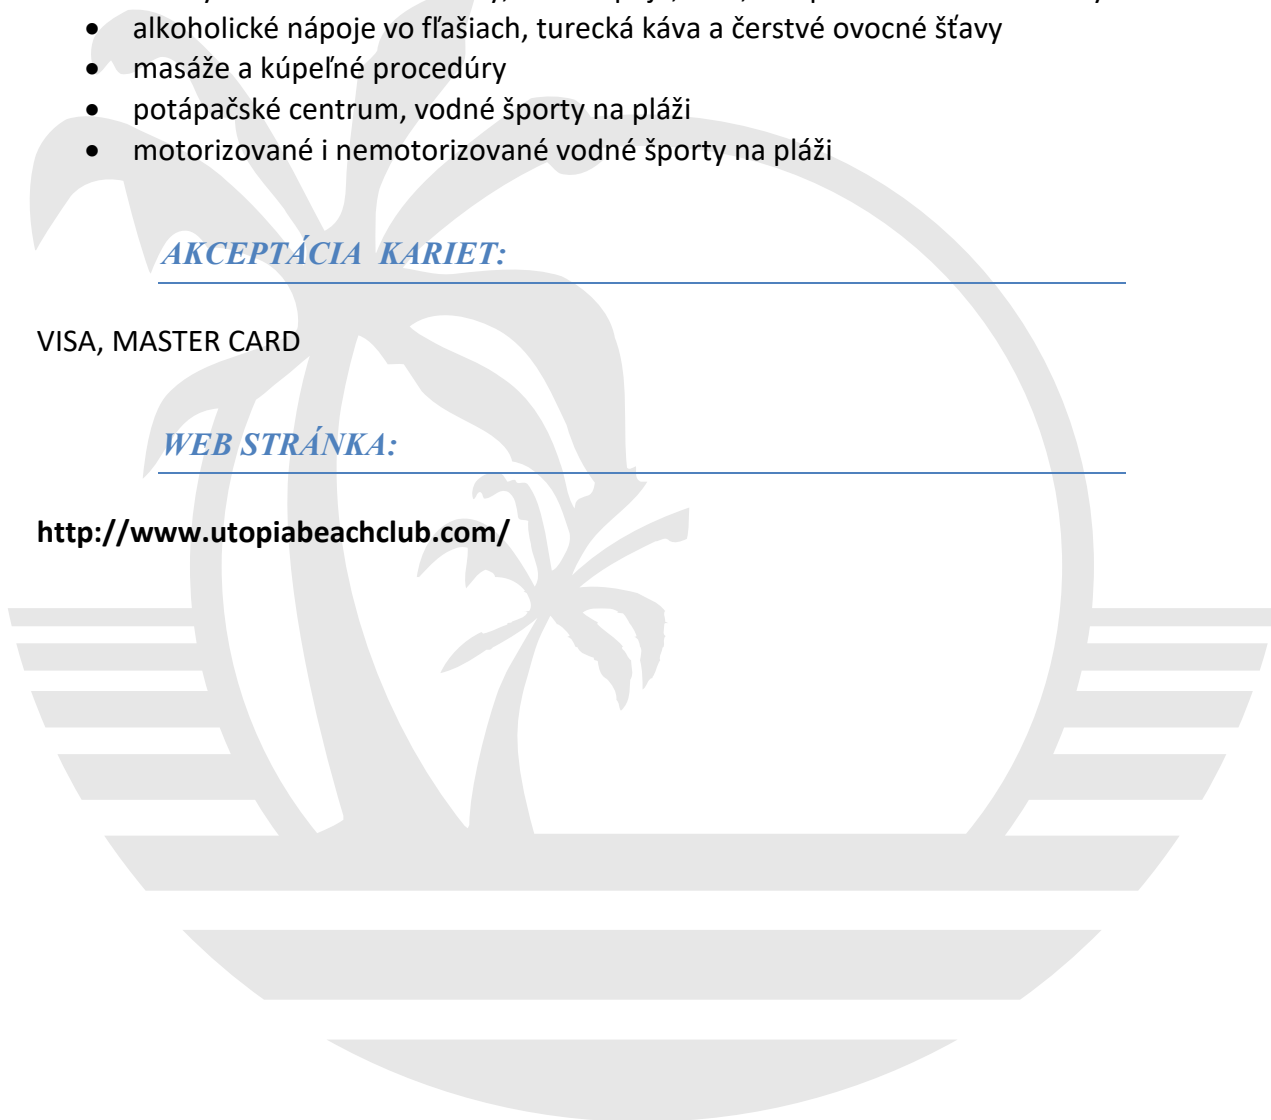 • alkoholické nápoje vo fľašiach, turecká káva a čerstvé ovocné šťavy
• masáže a kúpeľné procedúry
• potápačské centrum, vodné športy na pláži
• motorizované i nemotorizované vodné športy na pláži
AKCEPTÁCIA KARIET:
VISA, MASTER CARD
WEB STRÁNKA:
http://www.utopiabeachclub.com/